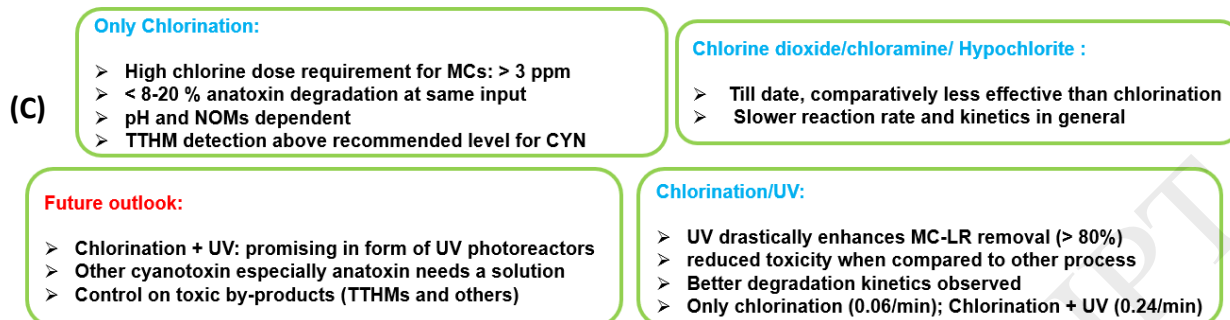 (C)
Only Chlorination:
➢ High chlorine dose requirement for MCs: > 3 ppm
➢ < 8-20 % anatoxin degradation at same input
➢ pH and NOMs dependent
➢ TTHM detection above recommended level for CYN
Chlorine dioxide/chloramine/ Hypochlorite :
➢ Till date, comparatively less effective than chlorination
➢ Slower reaction rate and kinetics in general
Future outlook:
➢ Chlorination + UV: promising in form of UV photoreactors
➢ Other cyanotoxin especially anatoxin needs a solution
➢ Control on toxic by-products (TTHMs and others)
Chlorination/UV:
➢ UV drastically enhances MC-LR removal (> 80%)
➢ reduced toxicity when compared to other process
➢ Better degradation kinetics observed
➢ Only chlorination (0.06/min); Chlorination + UV (0.24/min)